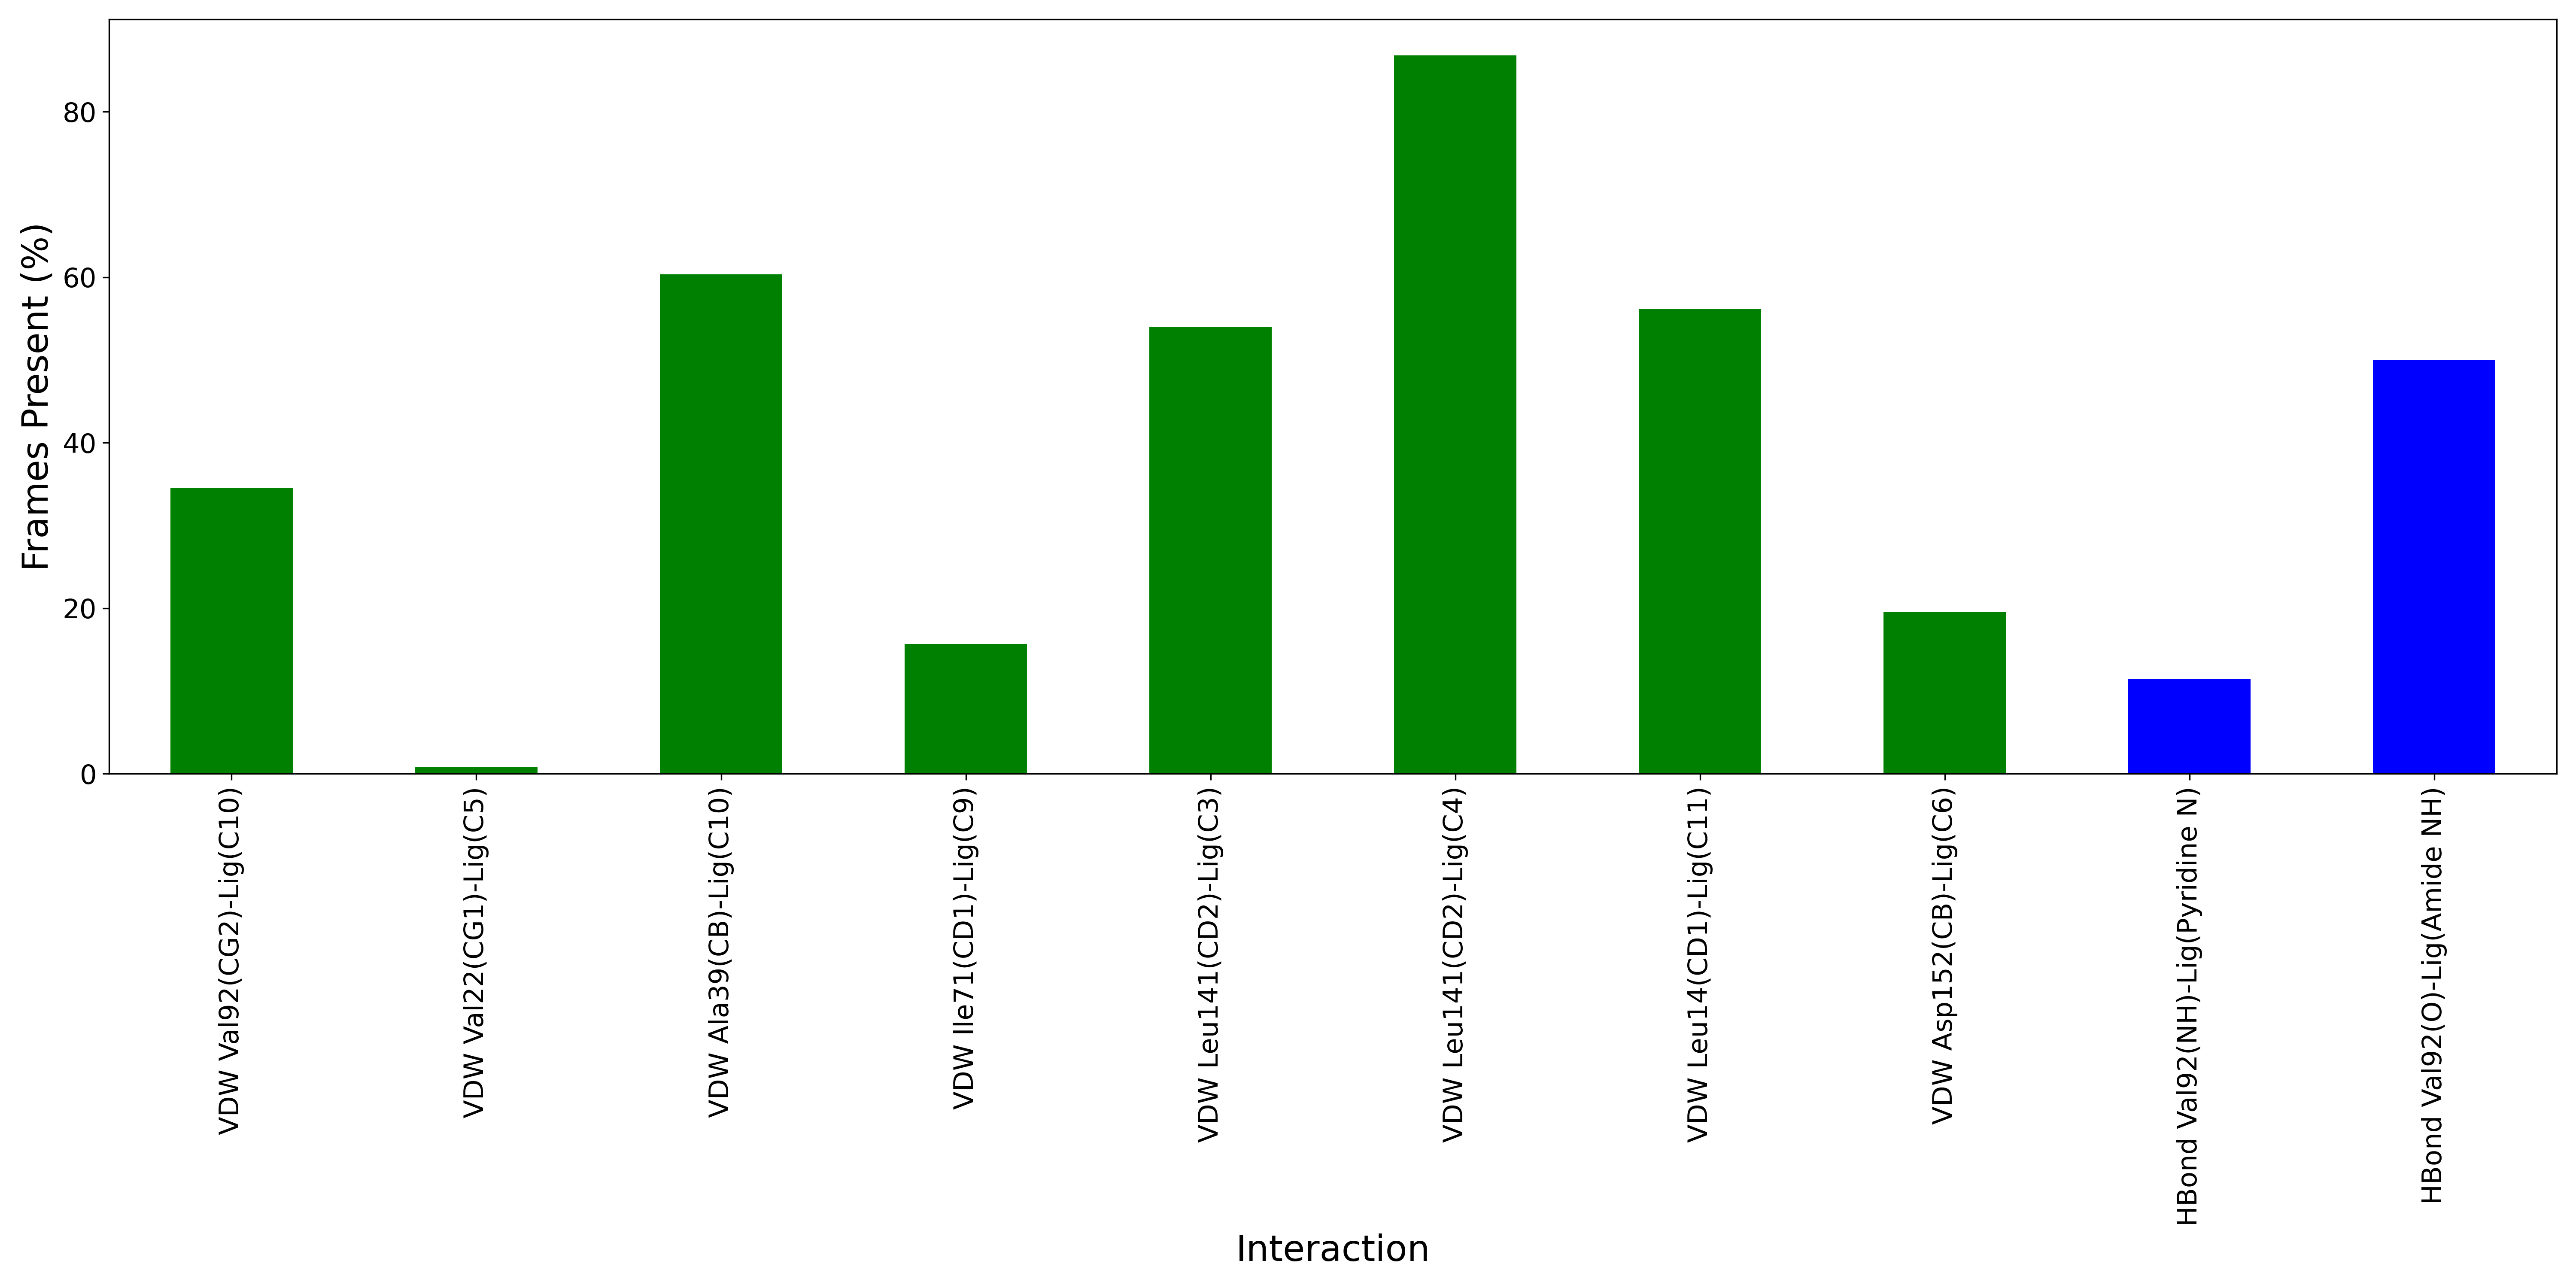 Frames Present (%)
80
60
40
20
0
VDW Val92(CG2)-Lig(C10)
VDW Val22(CG1)-Lig(C5)
VDW Ala39(CB)-Lig(C10)
VDW Ile71(CD1)-Lig(C9)
VDW Leu141(CD2)-Lig(C3)
VDW Leu141(CD2)-Lig(C4)
VDW Leu14(CD1)-Lig(C11)
VDW Asp152(CB)-Lig(C6)
HBond Val92(NH)-Lig(Pyridine N)
HBond Val92(O)-Lig(Amide NH)
Interaction